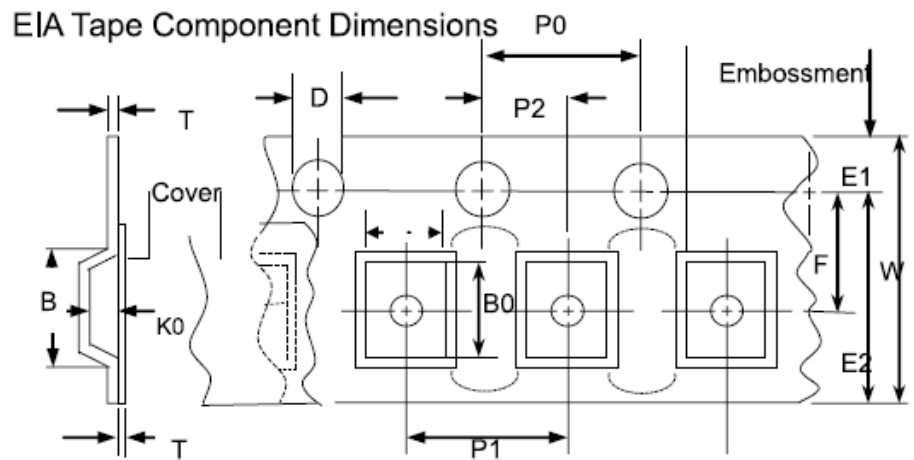 EIA Tape Component Dimensions
P0
Embossment
D
P2
T
E1
Cover
F
W
B
K0
B0
E2
P1
T